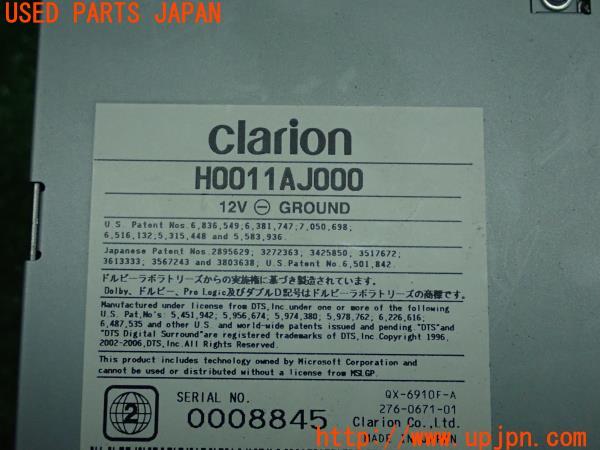 USED PARTS JAPAN
clarion
H0011AJ000
12V ⊖ GROUND
U.S. Patent Nos.6,836,549;6,381,747;7,050,698;
6,516,132;5,315,448 and 5,583,936.
Japanese Patent Nos.2895629; 3272363; 3425850; 3517672;
3613333; 3567243 and 3803638; U.S.Patent No.6,501,842.
ドルビーラボラトリーズからの実施権に基づき製造されています.
Dolby、ドルビー、Pro Logic及びダブルD記号はドルビーラボラトリーズの商標です.
Manufactured under license from DTS,Inc under one or more of the following
U.S. Pat,No's: 5,451,942; 5,956,674; 5,974,380; 5,978,762; 6,226,616;
6,487,535 and other U.S. and world-wide patents issued and pending."DTS"and
"DTS Digital Surround"are registered trademarks of DTS,Inc.Copyright 1996,
2002-2006,DTS,Inc.All Rights Reserved.
This product includes technology owned by Microsoft Corporation and
cannot be used or distributed without a license from MSLGP.
2
SERIAL NO.
0008845
QX-6910F-A
276-0671-01
Clarion Co.,Ltd.
MADE IN JAPAN
http://www.upjpn.com